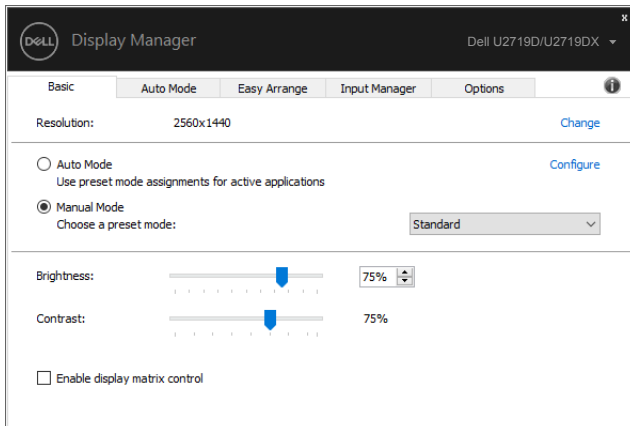 x
DELL Display Manager Dell U2719D/U2719DX
Basic Auto Mode Easy Arrange Input Manager Options i
Resolution: 2560x1440 Change
Auto Mode Configure
Use preset mode assignments for active applications
Manual Mode
Choose a preset mode: Standard
Brightness: 75%
Contrast: 75%
Enable display matrix control